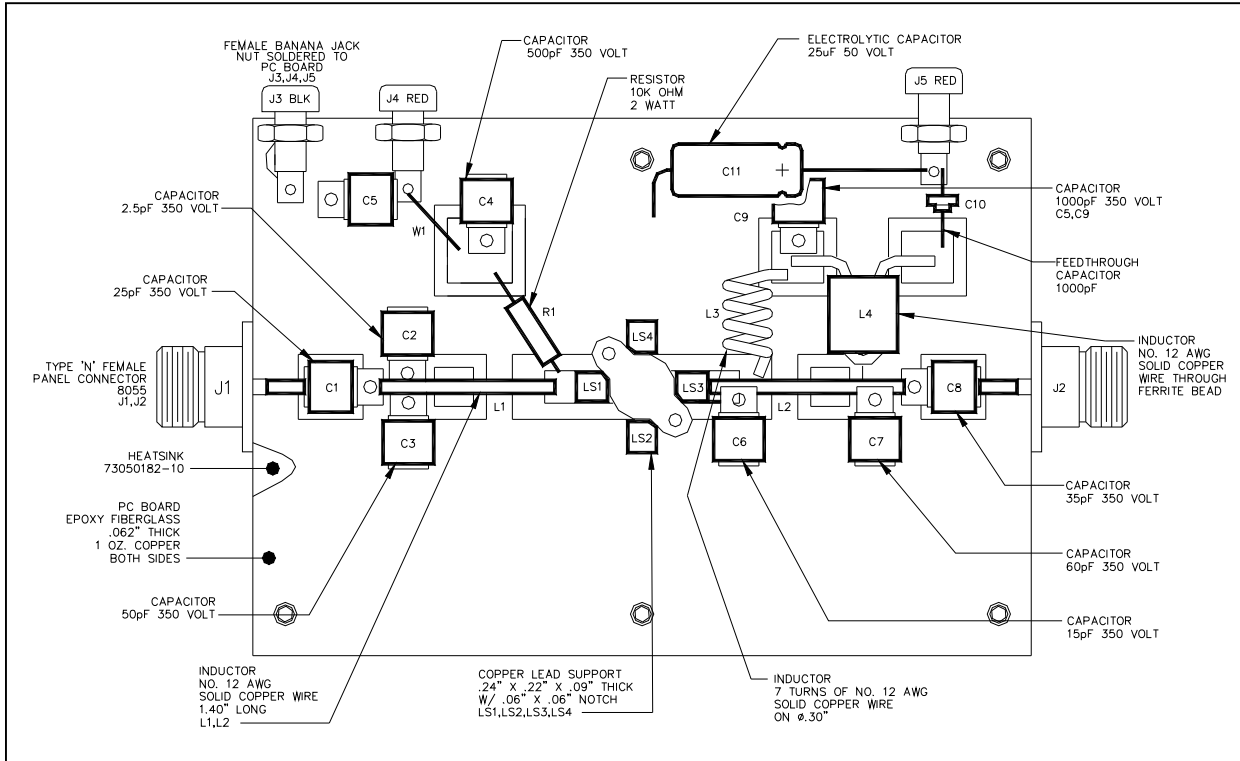 FEMALE BANANA JACK
NUT SOLDERED TO
PC BOARD
J3,J4,J5
J3 BLK
J4 RED
CAPACITOR
500pF 350 VOLT
RESISTOR
10K OHM
2 WATT
ELECTROLYTIC CAPACITOR
25uF 50 VOLT
J5 RED
CAPACITOR
2.5pF 350 VOLT
C5
C4
W1
C11
+
C9
C10
CAPACITOR
1000pF 350 VOLT
C5,C9
FEEDTHROUGH
CAPACITOR
1000pF
CAPACITOR
25pF 350 VOLT
C2
R1
LS4
L3
L4
INDUCTOR
NO. 12 AWG
SOLID COPPER
WIRE THROUGH
FERRITE BEAD
TYPE 'N' FEMALE
PANEL CONNECTOR
8055
J1,J2
J1
C1
L1
LS1
LS3
L2
C8
J2
C3
LS2
C6
C7
HEATSINK
73050182-10
PC BOARD
EPOXY FIBERGLASS
.062" THICK
1 OZ. COPPER
BOTH SIDES
CAPACITOR
35pF 350 VOLT
CAPACITOR
60pF 350 VOLT
CAPACITOR
50pF 350 VOLT
CAPACITOR
15pF 350 VOLT
INDUCTOR
NO. 12 AWG
SOLID COPPER WIRE
1.40" LONG
L1,L2
COPPER LEAD SUPPORT
.24" X .22" X .09" THICK
W/ .06" X .06" NOTCH
LS1,LS2,LS3,LS4
INDUCTOR
7 TURNS OF NO. 12 AWG
SOLID COPPER WIRE
ON ø.30"